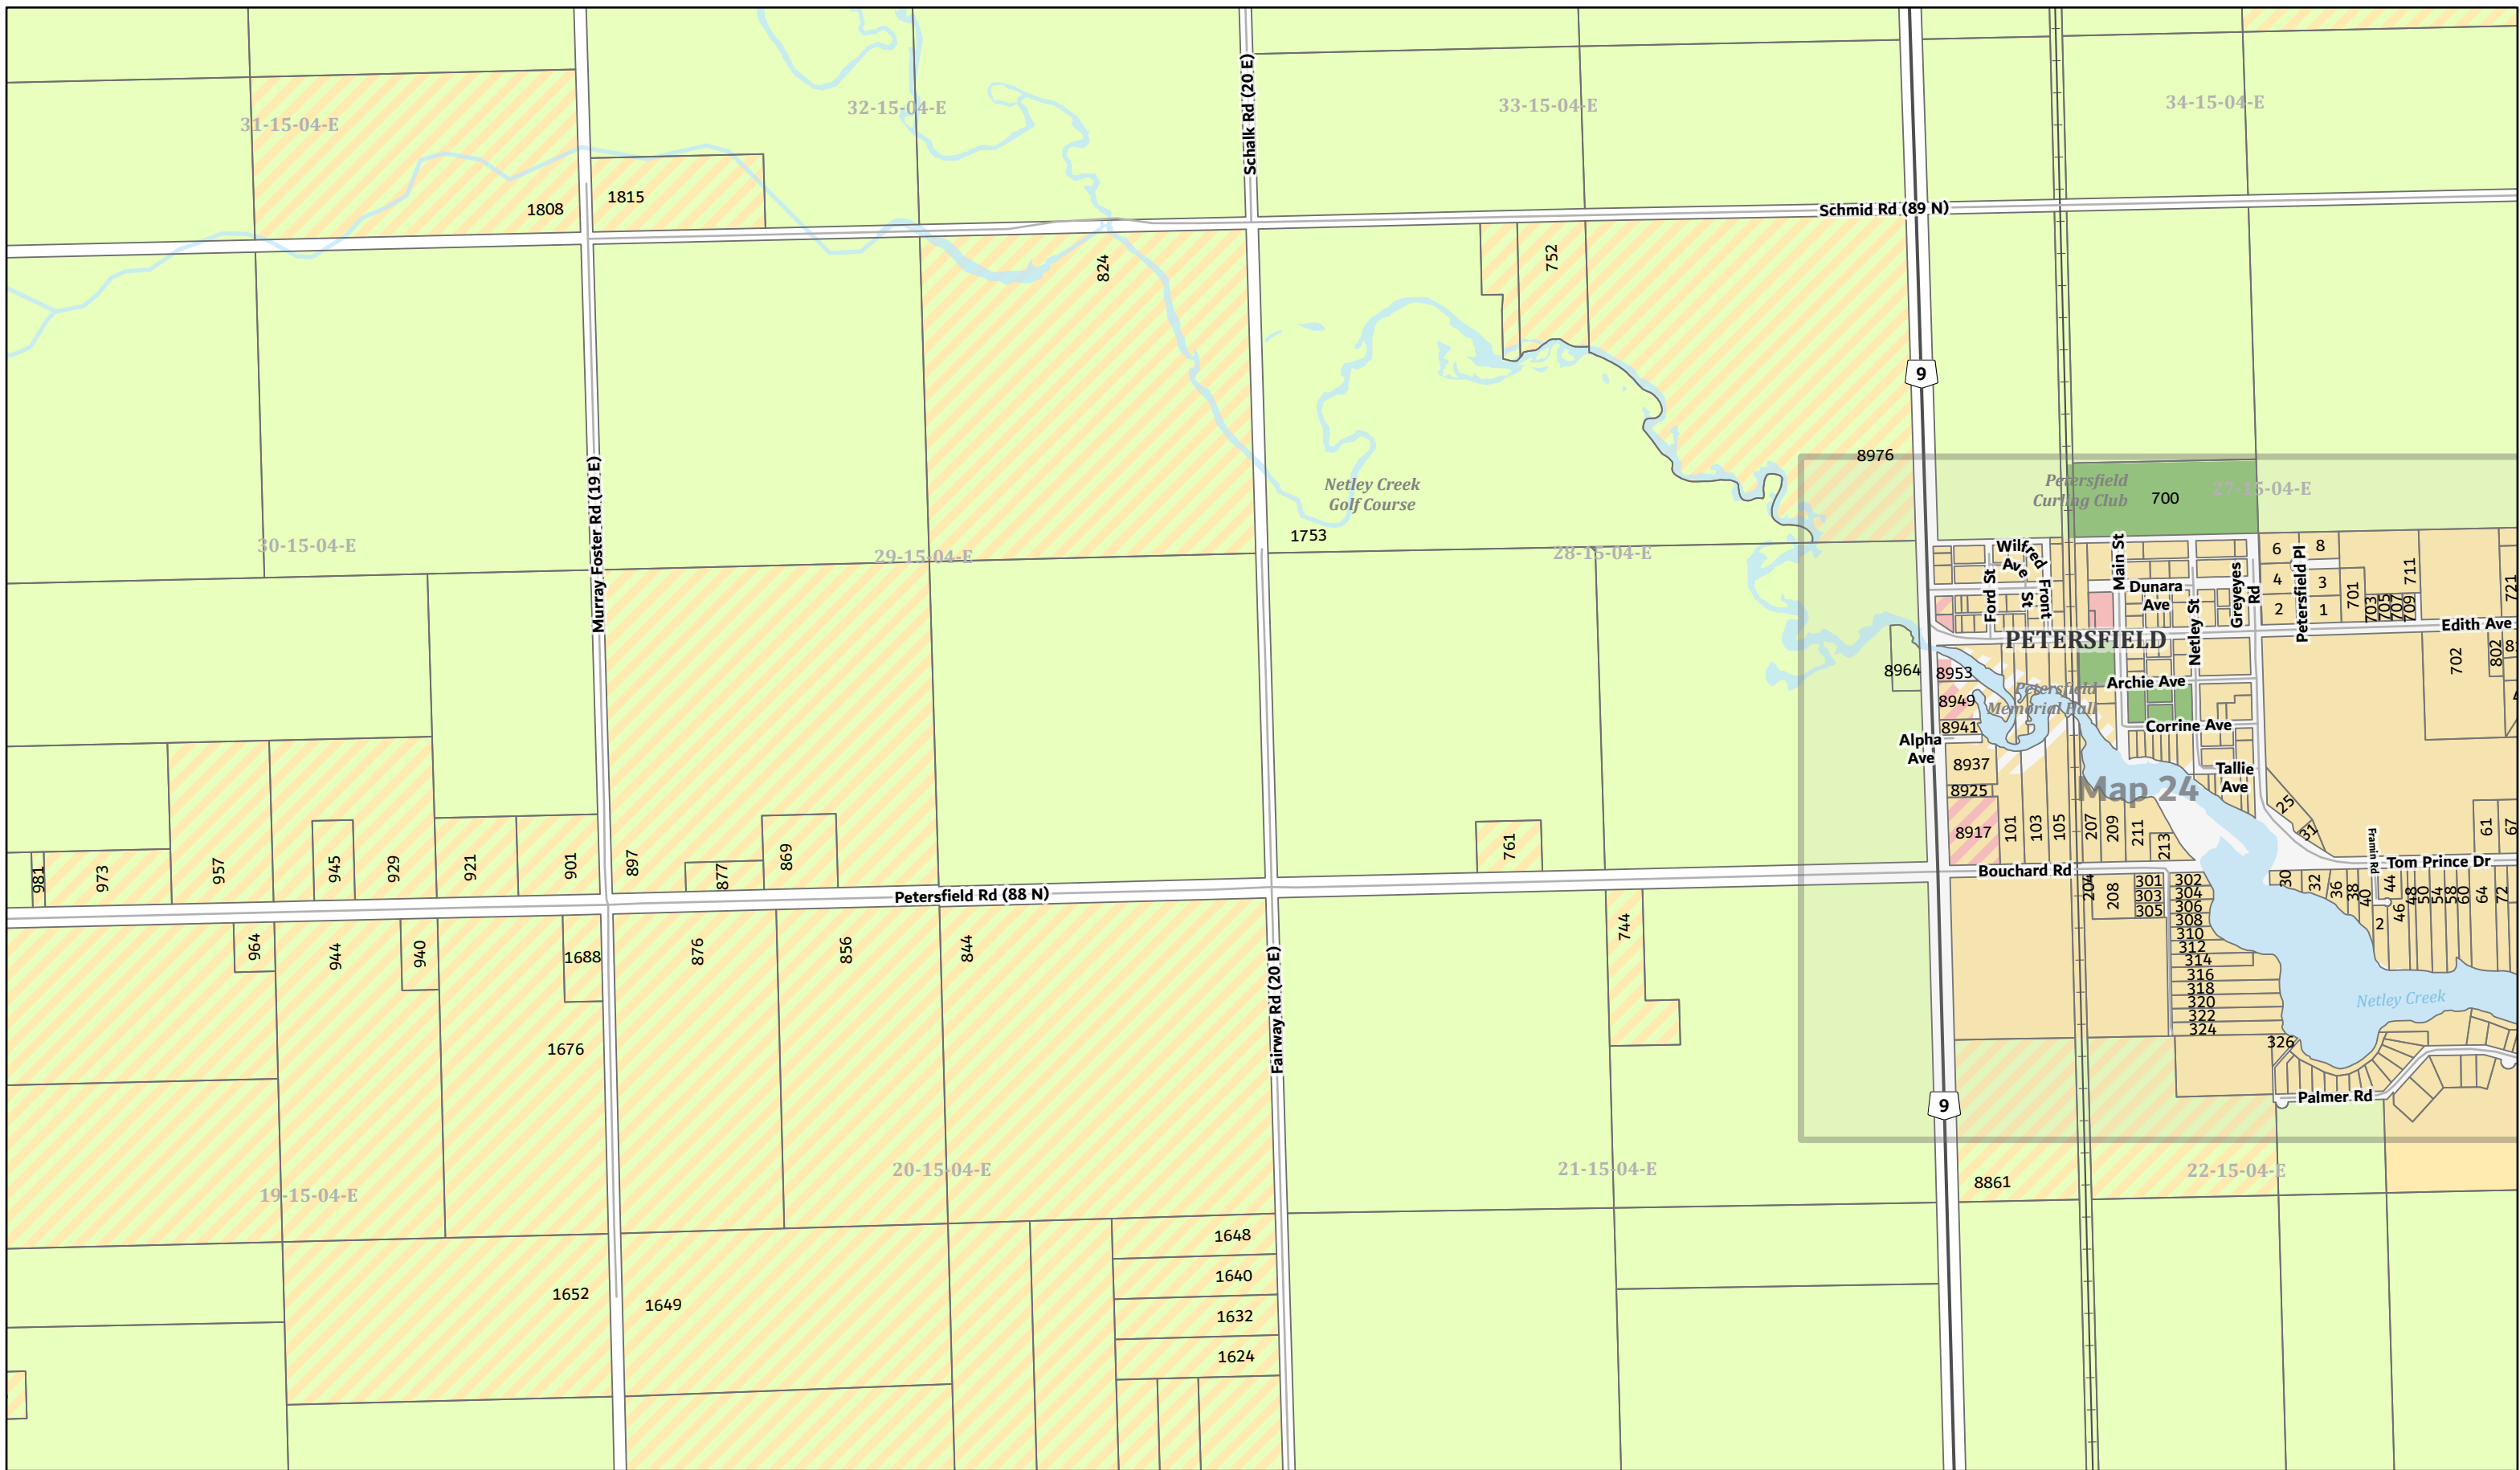 31-15-04-E
32-15-04-E
33-15-04-E
34-15-04-E
Schalk Rd (20 E)
1808
1815
Schmid Rd (89 N)
824
752
9
8976
Murray Foster Rd (19 E)
Netley Creek
Golf Course
1753
Petersfield
Curling Club
700
27-15-04-E
30-15-04-E
29-15-04-E
28-15-04-E
Wilfred
Ave
Ford St
Front
St
Main St
Dunara
Ave
Netley St
Greyeyes
Rd
Petersfield Pl
6
8
4
3
2
1
701
703
705
707
709
711
721
Edith Ave
PETERSFIELD
702
802
8964
8953
8949
8941
Petersfield
Memorial Hall
Archie Ave
Corrine Ave
Alpha
Ave
8937
8925
8917
Tallie
Ave
Map 24
25
31
61
67
101
103
105
207
209
211
213
Framin Rd
Tom Prince Dr
Bouchard Rd
981
973
957
945
929
921
901
897
877
869
761
Petersfield Rd (88 N)
964
944
940
1688
876
856
844
744
204
208
301
303
305
302
304
306
308
310
312
314
316
318
320
322
324
326
30
32
36
38
40
44
2
46
48
50
54
58
60
64
72
Netley Creek
Fairway Rd (20 E)
1676
9
Palmer Rd
19-15-04-E
20-15-04-E
21-15-04-E
22-15-04-E
8861
1648
1640
1632
1624
1652
1649